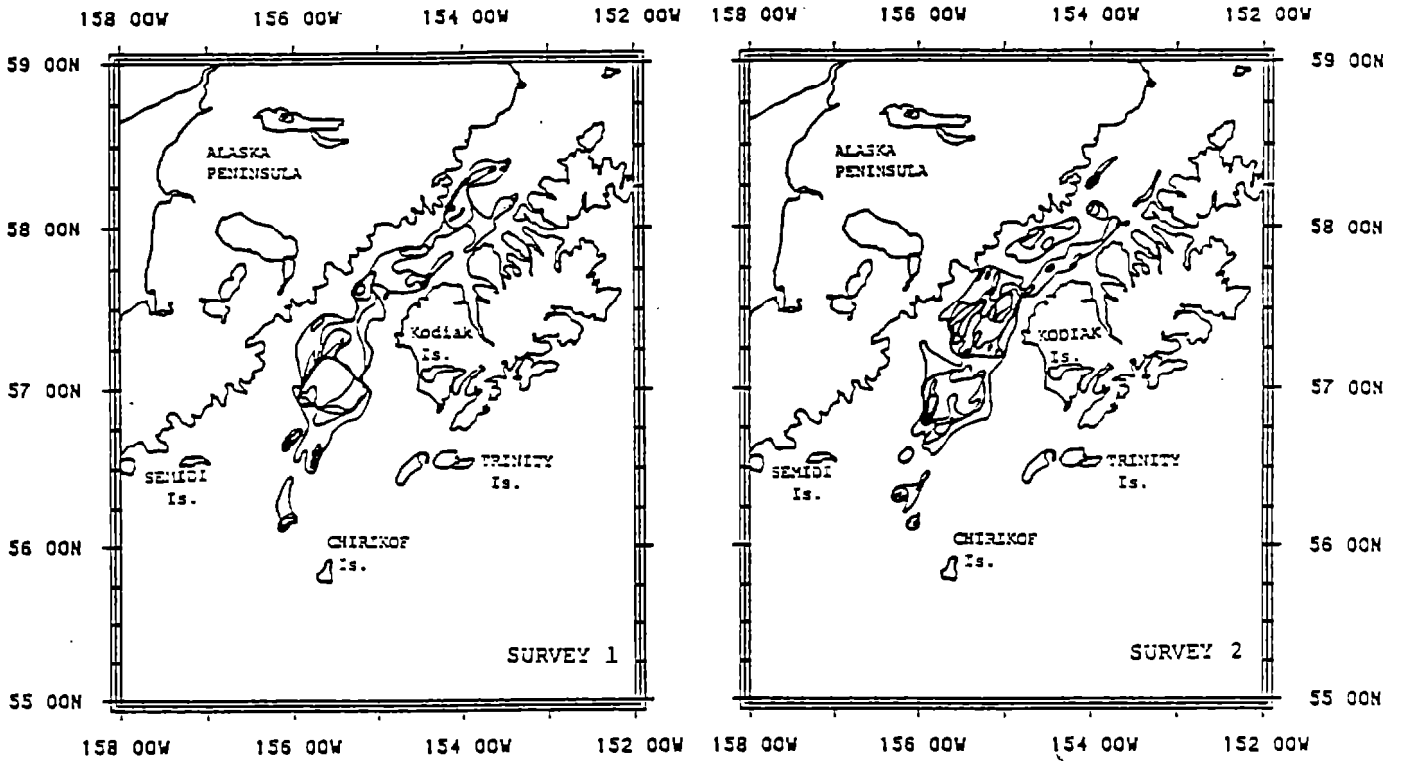 158 00W 156 00W 154 00W 152 00W
158 00W 156 00W 154 00W 152 00W
59 00N
58 00N
57 00N
56 00N
55 00N
ALASKA
PENINSULA
Kodiak
Is.
SEMIDI
Is.
TRINITY
Is.
CHIRIKOF
Is.
SURVEY 1
158 00W 156 00W 154 00W 152 00W
ALASKA
PENINSULA
KODIAK
Is.
SEMIDI
Is.
TRINITY
Is.
CHIRIKOF
Is.
SURVEY 2
59 00N
58 00N
57 00N
56 00N
55 00N
158 00W 156 00W 154 00W 152 00W